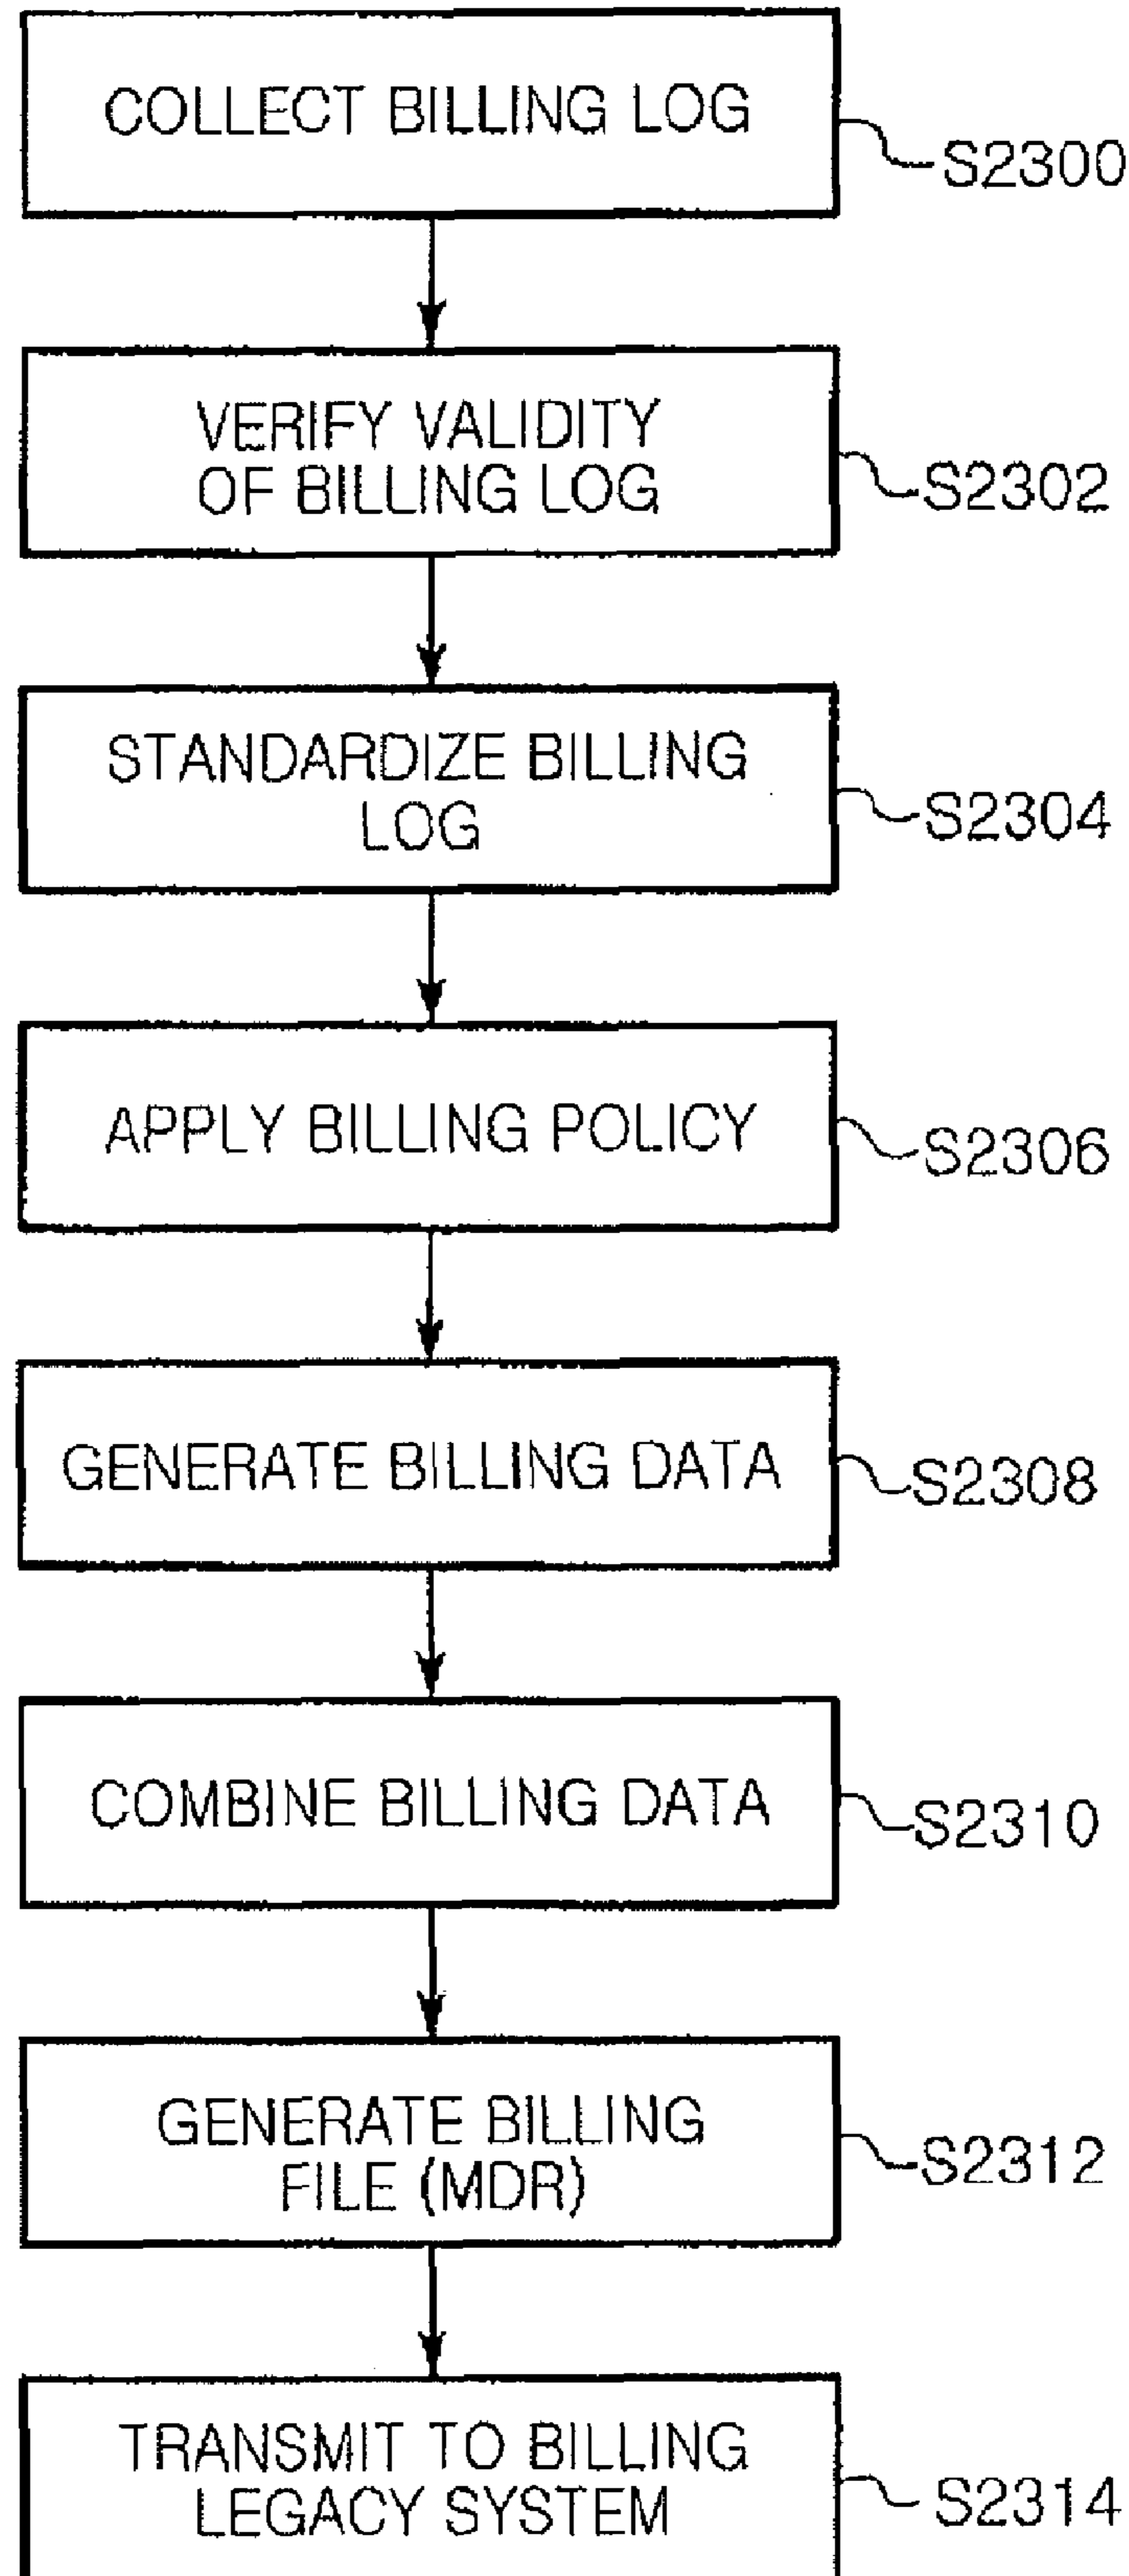 COLLECT BILLING LOG
S2300
VERIFY VALIDITY
OF BILLING LOG
S2302
STANDARDIZE BILLING
LOG
S2304
APPLY BILLING POLICY
S2306
GENERATE BILLING DATA
S2308
COMBINE BILLING DATA
S2310
GENERATE BILLING
FILE (MDR)
S2312
TRANSMIT TO BILLING
LEGACY SYSTEM
S2314